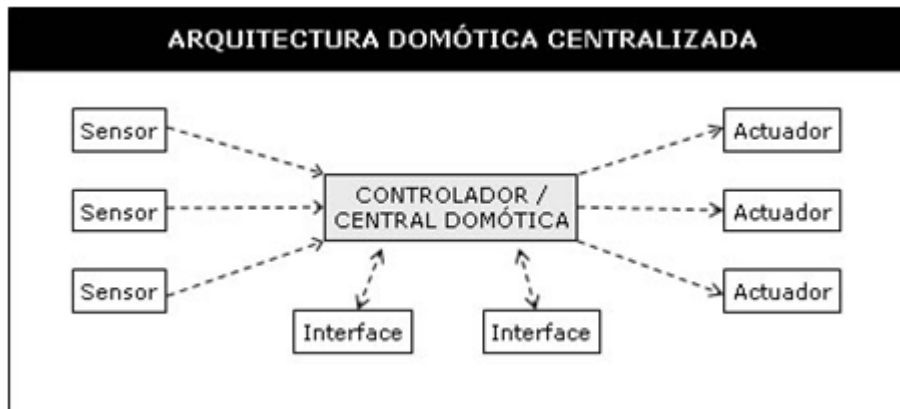 ARQUITECTURA DOMÓTICA CENTRALIZADA
Sensor
Actuador
CONTROLADOR /
CENTRAL DOMÓTICA
Sensor
Actuador
Sensor
Actuador
Interface
Interface